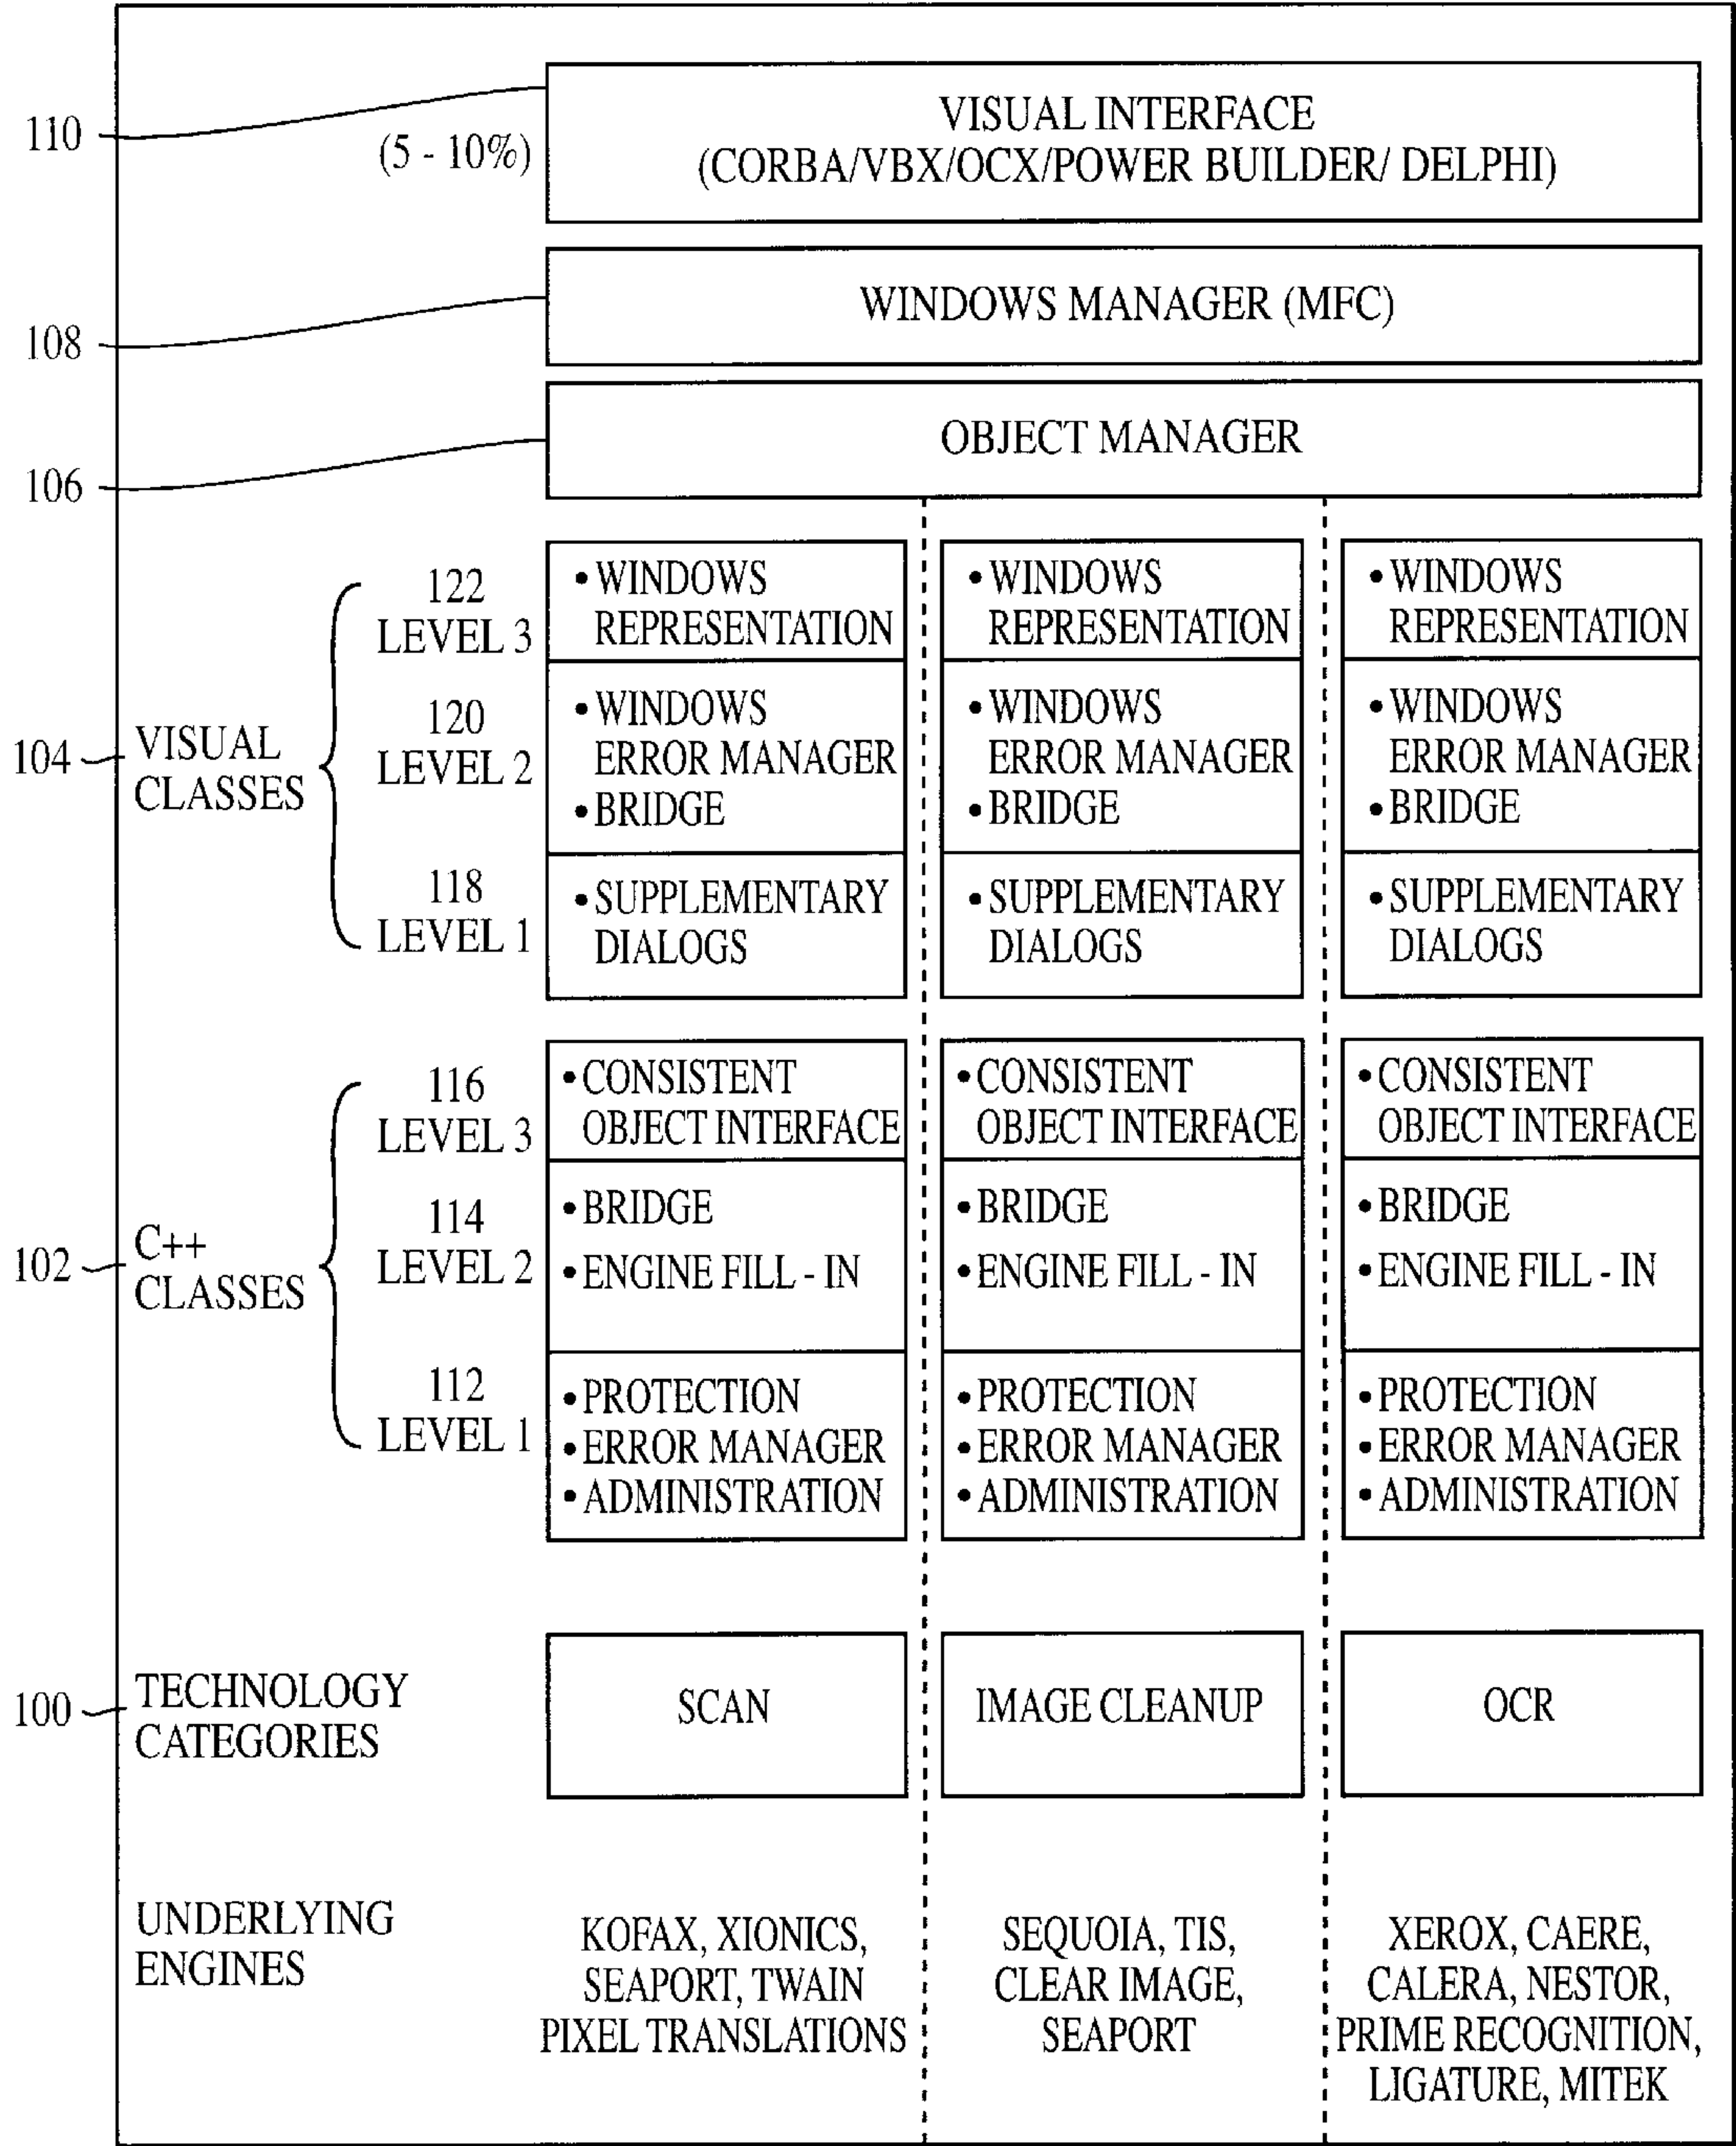 110
(5 - 10%)
VISUAL INTERFACE
(CORBA/VBX/OCX/POWER BUILDER/ DELPHI)
108
WINDOWS MANAGER (MFC)
106
OBJECT MANAGER
104
VISUAL
CLASSES
122
LEVEL 3
• WINDOWS
REPRESENTATION
• WINDOWS
REPRESENTATION
• WINDOWS
REPRESENTATION
120
LEVEL 2
• WINDOWS
ERROR MANAGER
• BRIDGE
• WINDOWS
ERROR MANAGER
• BRIDGE
• WINDOWS
ERROR MANAGER
• BRIDGE
118
LEVEL 1
• SUPPLEMENTARY
DIALOGS
• SUPPLEMENTARY
DIALOGS
• SUPPLEMENTARY
DIALOGS
102
C++
CLASSES
116
LEVEL 3
• CONSISTENT
OBJECT INTERFACE
• CONSISTENT
OBJECT INTERFACE
• CONSISTENT
OBJECT INTERFACE
114
LEVEL 2
• BRIDGE
• ENGINE FILL - IN
• BRIDGE
• ENGINE FILL - IN
• BRIDGE
• ENGINE FILL - IN
112
LEVEL 1
• PROTECTION
• ERROR MANAGER
• ADMINISTRATION
• PROTECTION
• ERROR MANAGER
• ADMINISTRATION
• PROTECTION
• ERROR MANAGER
• ADMINISTRATION
100
TECHNOLOGY
CATEGORIES
SCAN
IMAGE CLEANUP
OCR
UNDERLYING
ENGINES
KOFAX, XIONICS,
SEAPORT, TWAIN
PIXEL TRANSLATIONS
SEQUOIA, TIS,
CLEAR IMAGE,
SEAPORT
XEROX, CAERE,
CALERA, NESTOR,
PRIME RECOGNITION,
LIGATURE, MITEK